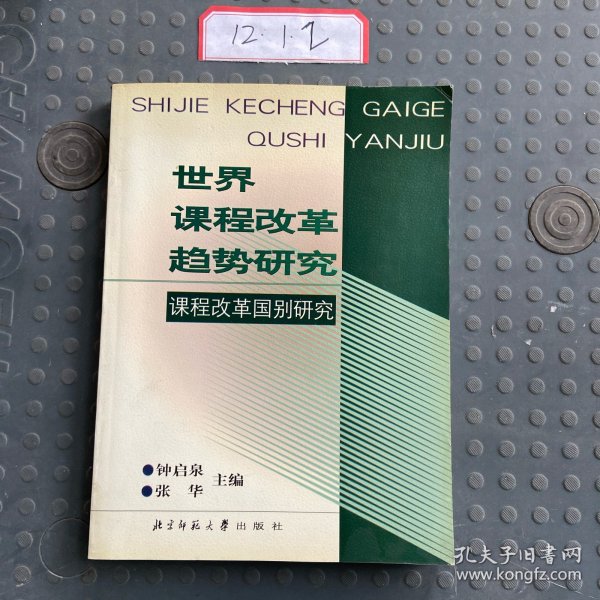 12.1.2
SHIJIE KECHENG GAIGE
QUSHI YANJIU
世界
课程改革
趋势研究
课程改革国别研究
●钟启泉
●张 华
主编
北京师范大学出版社
孔夫子旧书网
www.kongfz.com